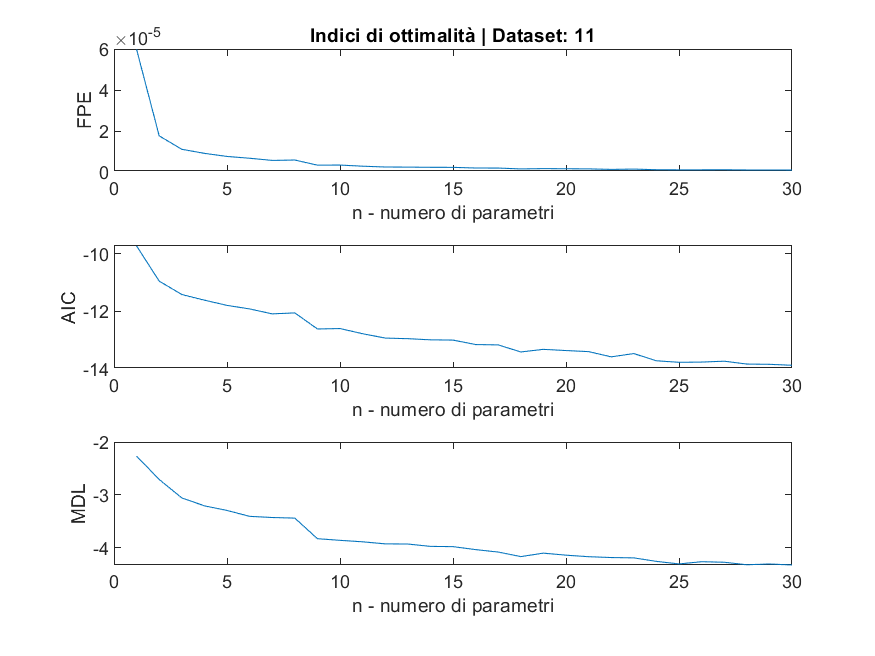 Indici di ottimalità | Dataset: 11
×10-5
FPE
6
4
2
0
0 5 10 15 20 25 30
n - numero di parametri
AIC
-10
-12
-14
0 5 10 15 20 25 30
n - numero di parametri
MDL
-2
-3
-4
0 5 10 15 20 25 30
n - numero di parametri